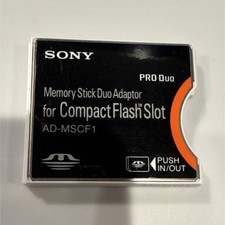 SONY
PRO DUO
Memory Stick Duo Adaptor
for CompactFlash Slot
AD-MSCF1
PUSH
IN/OUT